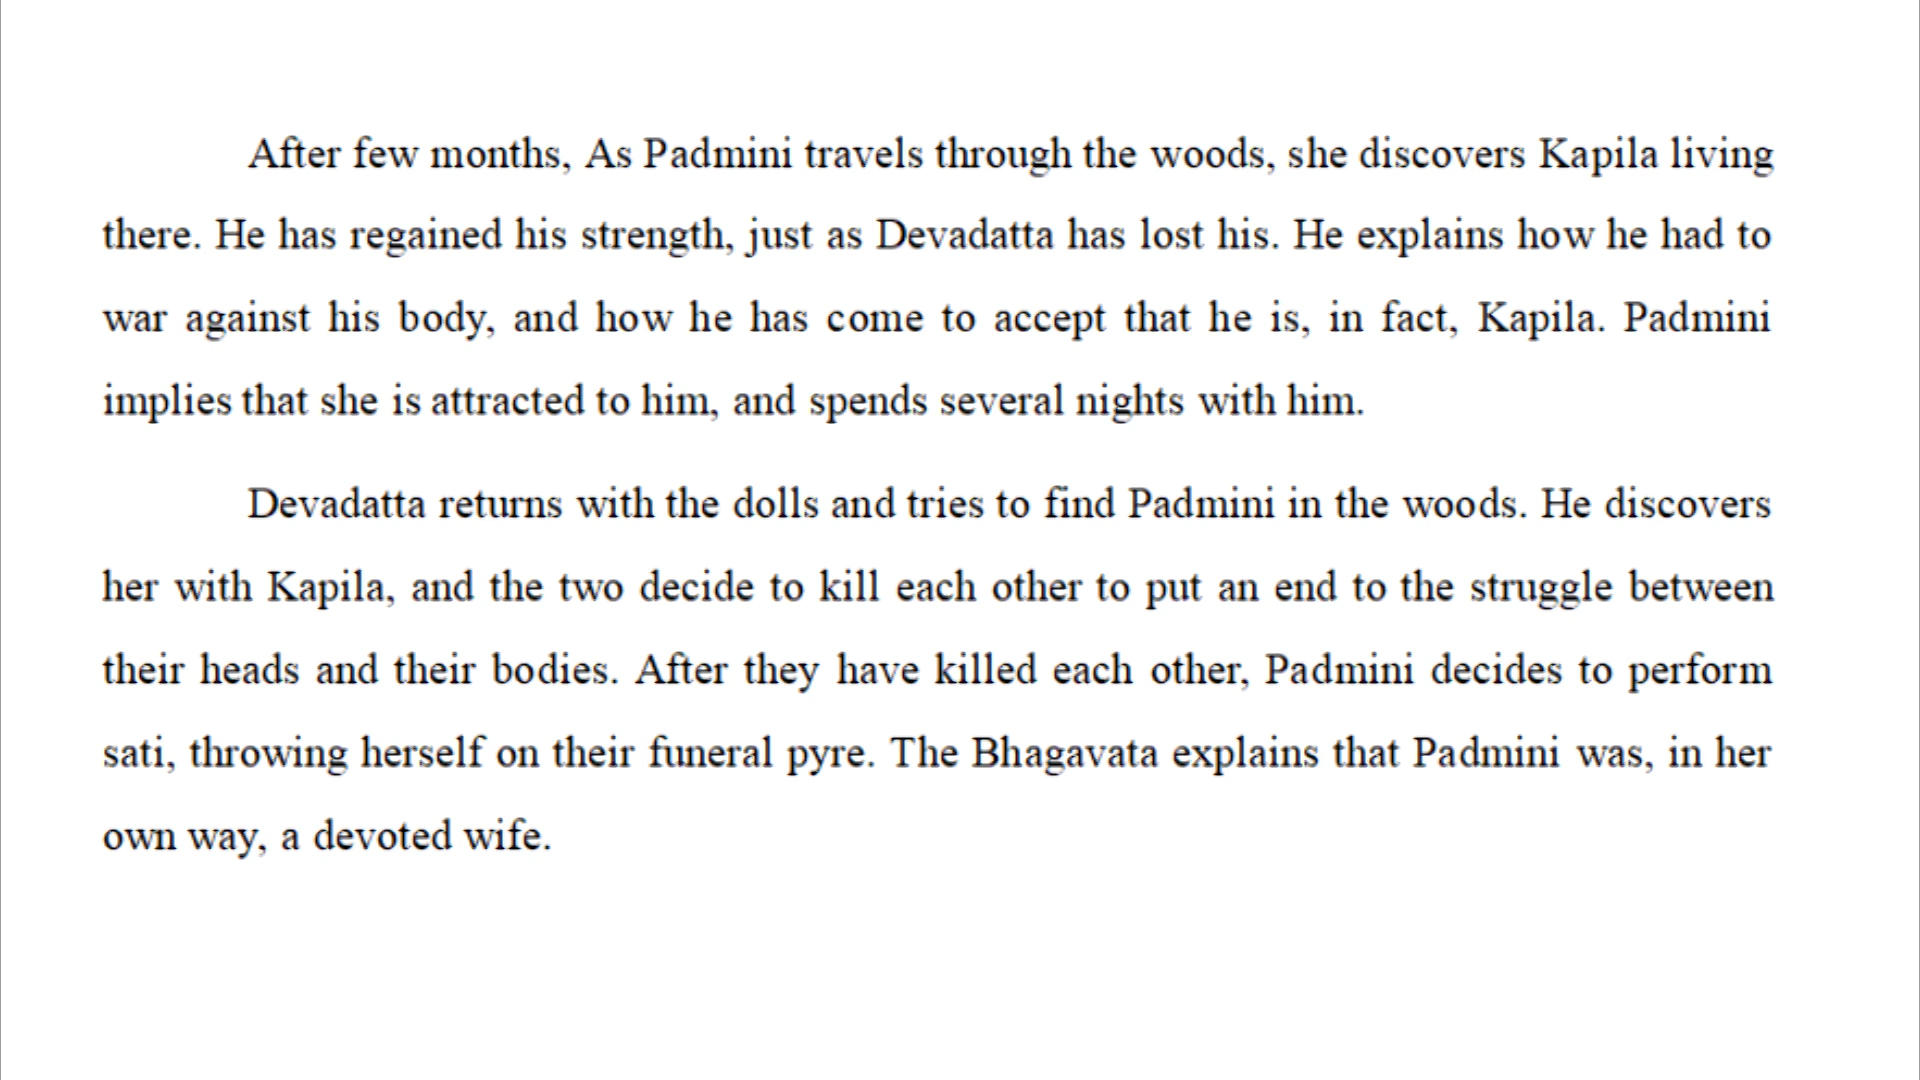 After few months, As Padmini travels through the woods, she discovers Kapila living
there. He has regained his strength, just as Devadatta has lost his. He explains how he had to
war against his body, and how he has come to accept that he is, in fact, Kapila. Padmini
implies that she is attracted to him, and spends several nights with him.
Devadatta returns with the dolls and tries to find Padmini in the woods. He discovers
her with Kapila, and the two decide to kill each other to put an end to the struggle between
their heads and their bodies. After they have killed each other, Padmini decides to perform
sati, throwing herself on their funeral pyre. The Bhagavata explains that Padmini was, in her
own way, a devoted wife.